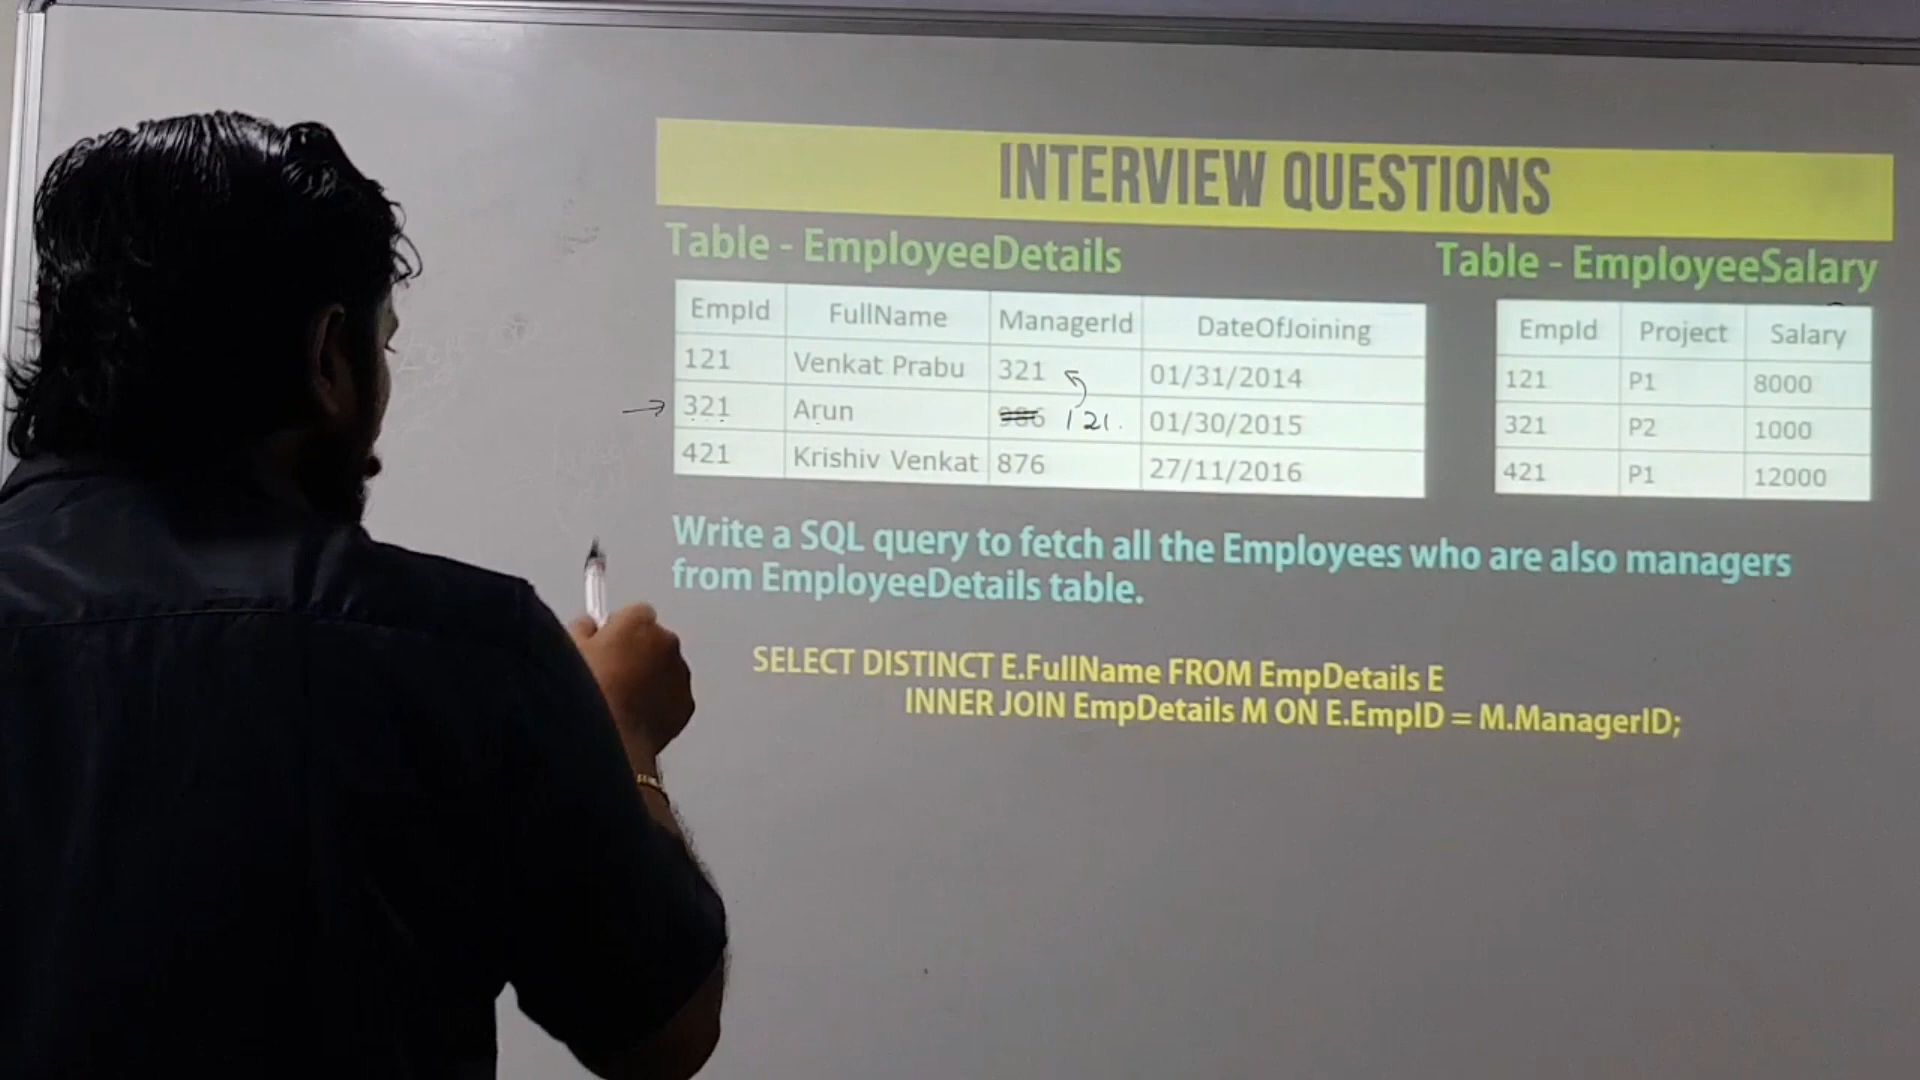 INTERVIEW QUESTIONS
Table - EmployeeDetails
Table - EmployeeSalary
EmpId FullName ManagerId DateOfJoining
121 Venkat Prabu 321 01/31/2014
321 Arun 986 121. 01/30/2015
421 Krishiv Venkat 876 27/11/2016
EmpId Project Salary
121 P1 8000
321 P2 1000
421 P1 12000
Write a SQL query to fetch all the Employees who are also managers
from EmployeeDetails table.
SELECT DISTINCT E.FullName FROM EmpDetails E
INNER JOIN EmpDetails M ON E.EmpID = M.ManagerID;